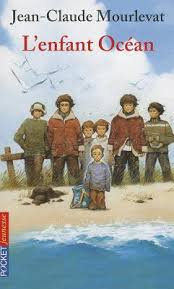 Jean-Claude Mourlevat
L'enfant Océan
POCKET jeunesse